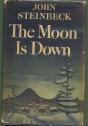 JOHN
STEINBECK
The Moon
Is Down